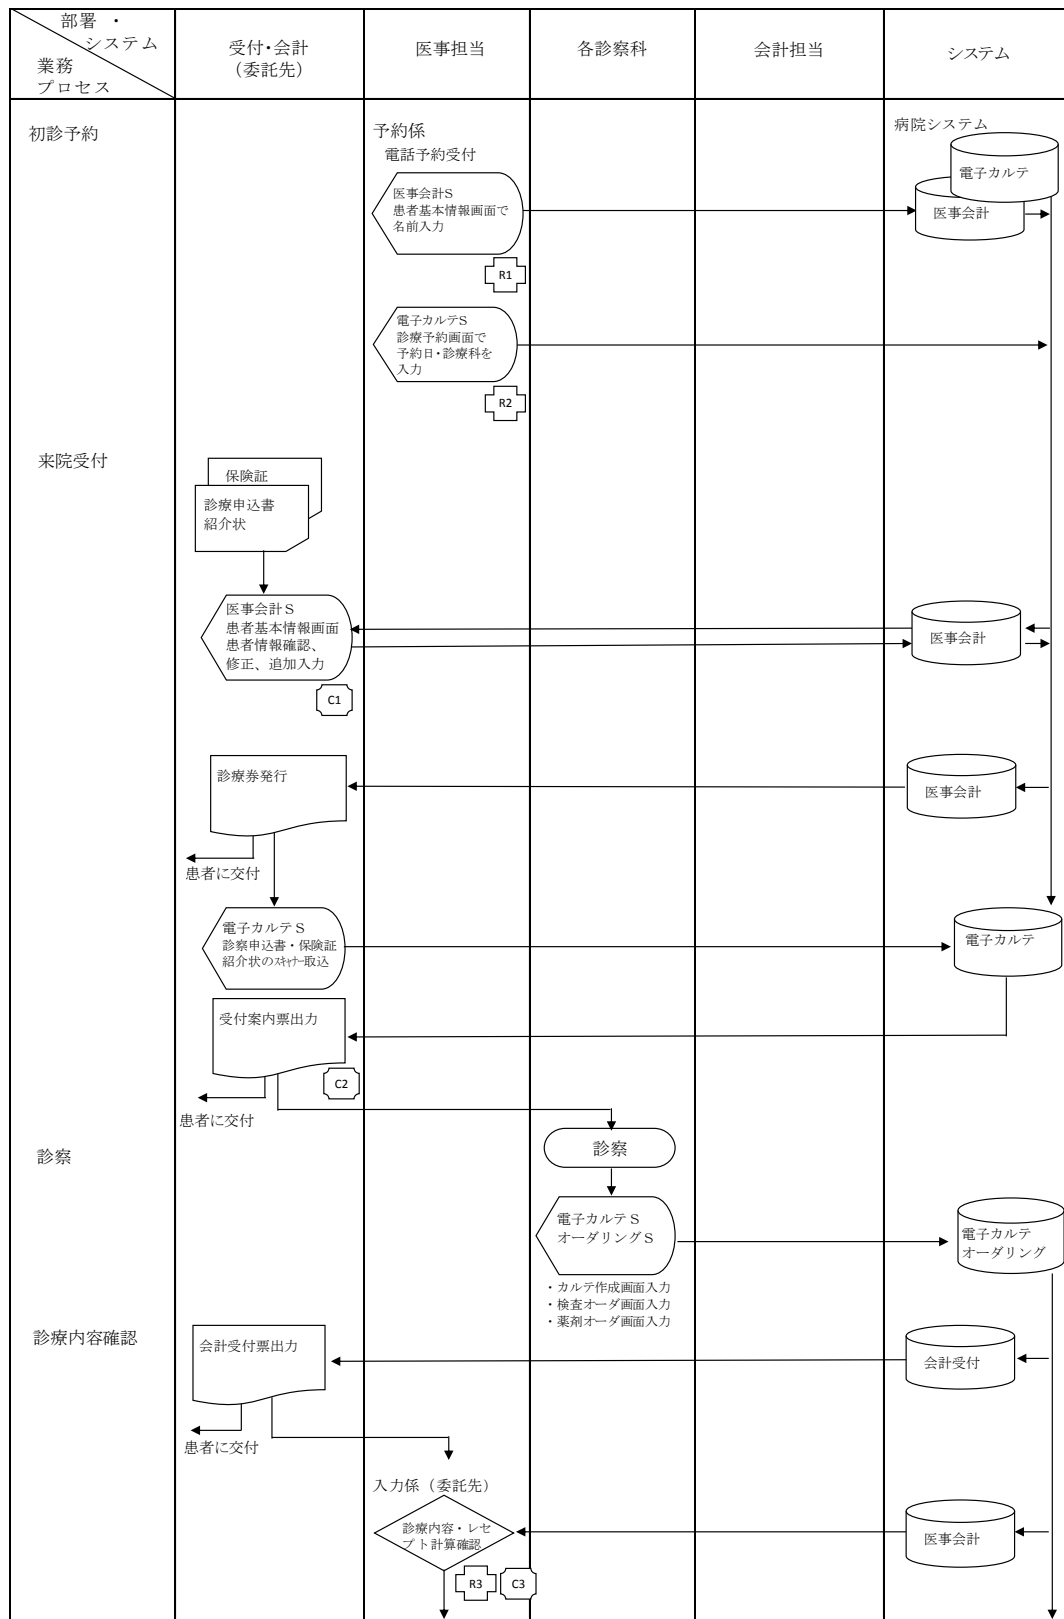 部署 ・
システム
業務
プロセス
受付・会計
（委託先）
医事担当
各診察科
会計担当
システム
初診予約
予約係
電話予約受付
医事会計S
患者基本情報画面で
名前入力
R1
病院システム
電子カルテ
医事会計
電子カルテS
診療予約画面で
予約日・診療科を
入力
R2
来院受付
保険証
診療申込書
紹介状
医事会計S
患者基本情報画面
患者情報確認、
修正、追加入力
C1
医事会計
診療券発行
医事会計
患者に交付
電子カルテS
診察申込書・保険証
紹介状のスキャナー取込
電子カルテ
受付案内票出力
C2
患者に交付
診察
診察
電子カルテS
オーダリングS
電子カルテ
オーダリング
・カルテ作成画面入力
・検査オーダ画面入力
・薬剤オーダ画面入力
診療内容確認
会計受付票出力
会計受付
患者に交付
入力係（委託先）
診療内容・レセ
プト計算確認
R3
C3
医事会計